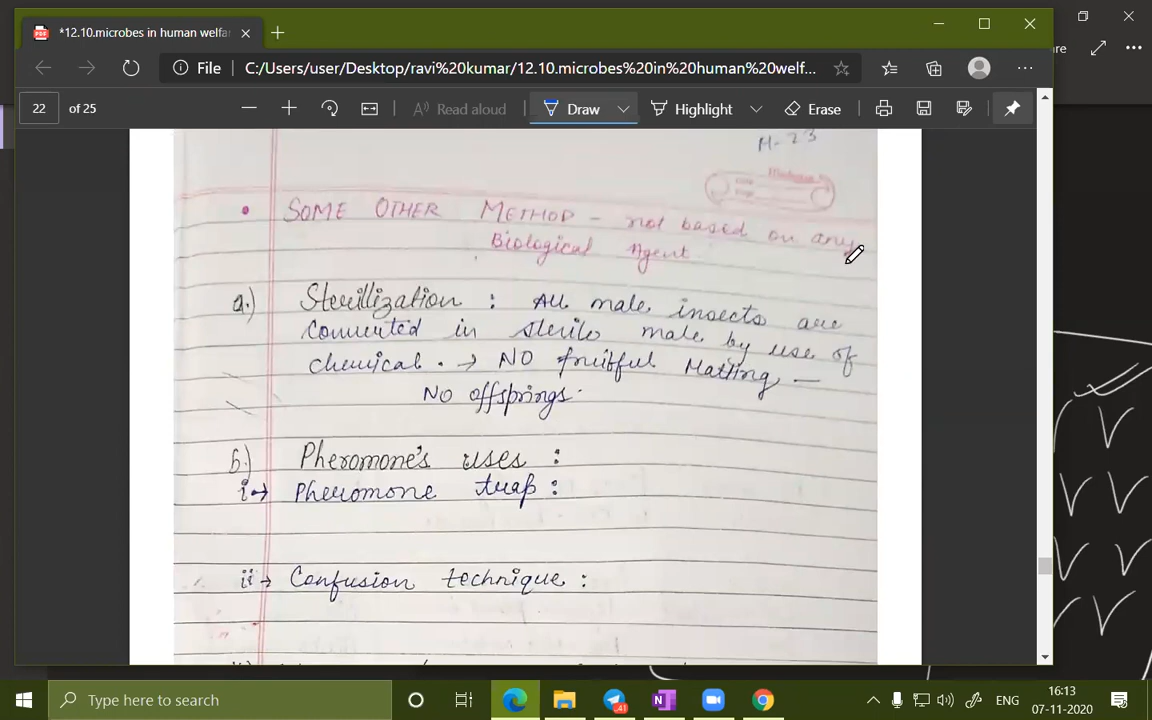 *12.10.microbes in human welfar
re
File C:/Users/user/Desktop/ravi%20kumar/12.10.microbes%20in%20human%20welf...
22 of 25 Read aloud Draw Highlight Erase
H-23
• SOME OTHER METHOD - not based on any
Biological Agent.
a.) Sterillization : All male insects are
converted in sterile male by use of
chemical. → NO fruitful Matting —
NO offsprings.
b.) Pheromone's uses :
i→ Pheromone trap :
ii→ Confusion technique :
Type here to search
41
N
ENG
16:13
07-11-2020